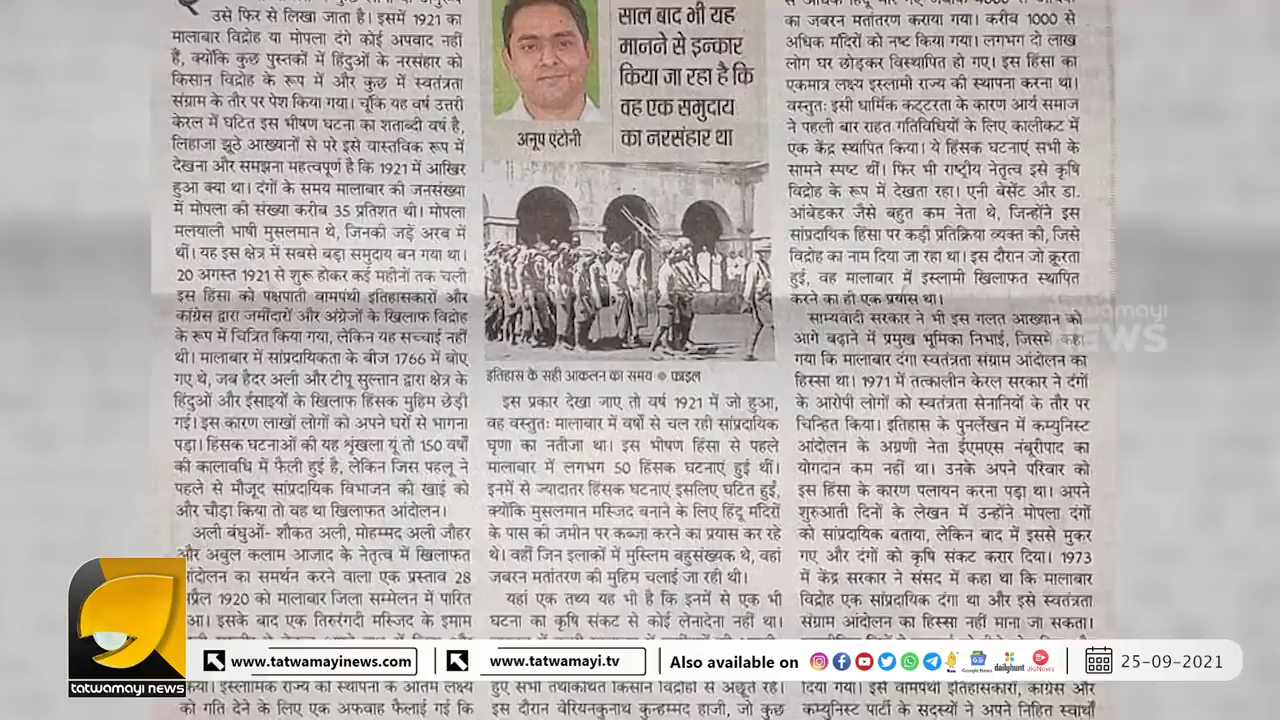 उसे फिर से लिखा जाता है। इसमें 1921 का
मालाबार विद्रोह या मोपला दंगे कोई अपवाद नहीं
हैं, क्योंकि कुछ पुस्तकों में हिंदुओं के नरसंहार को
किसान विद्रोह के रूप में और कुछ में स्वतंत्रता
संग्राम के तौर पर पेश किया गया। चूंकि यह वर्ष उत्तरी
केरल में घटित इस भीषण घटना का शताब्दी वर्ष है,
लिहाजा झूठे आख्यानों से परे इसे वास्तविक रूप में
देखना और समझना महत्वपूर्ण है कि 1921 में आखिर
हुआ क्या था। दंगों के समय मालाबार की जनसंख्या
में मोपला की संख्या करीब 35 प्रतिशत थी। मोपला
मलयाली भाषी मुसलमान थे, जिनकी जड़ें अरब में
थीं। यह इस क्षेत्र में सबसे बड़ा समुदाय बन गया था।
20 अगस्त 1921 से शुरू होकर कई महीनों तक चली
इस हिंसा को पक्षपाती वामपंथी इतिहासकारों और
कांग्रेस द्वारा जमींदारों और अंग्रेजों के खिलाफ विद्रोह
के रूप में चित्रित किया गया, लेकिन यह सच्चाई नहीं
थी। मालाबार में सांप्रदायिकता के बीज 1766 में बोए
गए थे, जब हैदर अली और टीपू सुल्तान द्वारा क्षेत्र के
हिंदुओं और ईसाइयों के खिलाफ हिंसक मुहिम छेड़ी
गई। इस कारण लाखों लोगों को अपने घरों से भागना
पड़ा। हिंसक घटनाओं की यह शृंखला यूं तो 150 वर्षों
की कालावधि में फैली हुई है, लेकिन जिस पहलू ने
पहले से मौजूद सांप्रदायिक विभाजन की खाई को
और चौड़ा किया तो वह था खिलाफत आंदोलन।
अली बंधुओं- शौकत अली, मोहम्मद अली जौहर
और अबुल कलाम आजाद के नेतृत्व में खिलाफत
आंदोलन का समर्थन करने वाला एक प्रस्ताव 28
अप्रैल 1920 को मालाबार जिला सम्मेलन में पारित
हुआ। इसके बाद एक तिरुरंगदी मस्जिद के इमाम
इस्लामिक राज्य की स्थापना के अंतिम लक्ष्य
को गति देने के लिए एक अफवाह फैलाई गई कि
साल बाद भी यह
मानने से इन्कार
किया जा रहा है कि
वह एक समुदाय
का नरसंहार था
अनूप एंटोनी
इतिहास के सही आकलन का समय ● फाइल
इस प्रकार देखा जाए तो वर्ष 1921 में जो हुआ,
वह वस्तुतः मालाबार में वर्षों से चल रही सांप्रदायिक
घृणा का नतीजा था। इस भीषण हिंसा से पहले
मालाबार में लगभग 50 हिंसक घटनाएं हुई थीं।
इनमें से ज्यादातर हिंसक घटनाएं इसलिए घटित हुईं,
क्योंकि मुसलमान मस्जिद बनाने के लिए हिंदू मंदिरों
के पास की जमीन पर कब्जा करने का प्रयास कर रहे
थे। वहीं जिन इलाकों में मुस्लिम बहुसंख्यक थे, वहां
जबरन मतांतरण की मुहिम चलाई जा रही थी।
यहां एक तथ्य यह भी है कि इनमें से एक भी
घटना का कृषि संकट से कोई लेनादेना नहीं था।
हुए सभी तथाकथित किसान विद्रोहों से अछूते रहे।
इस दौरान वेरियनकुनाथ कुन्हम्मद हाजी, जो कुछ
का जबरन मतांतरण कराया गया। करीब 1000 से
अधिक मंदिरों को नष्ट किया गया। लगभग दो लाख
लोग घर छोड़कर विस्थापित हो गए। इस हिंसा का
एकमात्र लक्ष्य इस्लामी राज्य की स्थापना करना था।
वस्तुतः इसी धार्मिक कट्टरता के कारण आर्य समाज
ने पहली बार राहत गतिविधियों के लिए कालीकट में
एक केंद्र स्थापित किया। ये हिंसक घटनाएं सभी के
सामने स्पष्ट थीं। फिर भी राष्ट्रीय नेतृत्व इसे कृषि
विद्रोह के रूप में देखता रहा। एनी बेसेंट और डा.
आंबेडकर जैसे बहुत कम नेता थे, जिन्होंने इस
सांप्रदायिक हिंसा पर कड़ी प्रतिक्रिया व्यक्त की, जिसे
विद्रोह का नाम दिया जा रहा था। इस दौरान जो क्रूरता
हुई, वह मालाबार में इस्लामी खिलाफत स्थापित
करने का ही एक प्रयास था।
साम्यवादी सरकार ने भी इस गलत आख्यान को
आगे बढ़ाने में प्रमुख भूमिका निभाई, जिसमें कहा
गया कि मालाबार दंगा स्वतंत्रता संग्राम आंदोलन का
हिस्सा था। 1971 में तत्कालीन केरल सरकार ने दंगों
के आरोपी लोगों को स्वतंत्रता सेनानियों के तौर पर
चिन्हित किया। इतिहास के पुनर्लेखन में कम्युनिस्ट
आंदोलन के अग्रणी नेता ईएमएस नंबूरीपाद का
योगदान कम नहीं था। उनके अपने परिवार को
इस हिंसा के कारण पलायन करना पड़ा था। अपने
शुरुआती दिनों के लेखन में उन्होंने मोपला दंगों
को सांप्रदायिक बताया, लेकिन बाद में इससे मुकर
गए और दंगों को कृषि संकट करार दिया। 1973
में केंद्र सरकार ने संसद में कहा था कि मालाबार
विद्रोह एक सांप्रदायिक दंगा था और इसे स्वतंत्रता
संग्राम आंदोलन का हिस्सा नहीं माना जा सकता।
दिया गया। इसे वामपंथी इतिहासकारों, कांग्रेस और
कम्युनिस्ट पार्टी के सदस्यों ने अपने निहित स्वार्थों
tatwamayi
NEWS
tatwamayi news
www.tatwamayinews.com
www.tatwamayi.tv
Also available on
Koo
Google News
dailyhunt
JioNews
25-09-2021